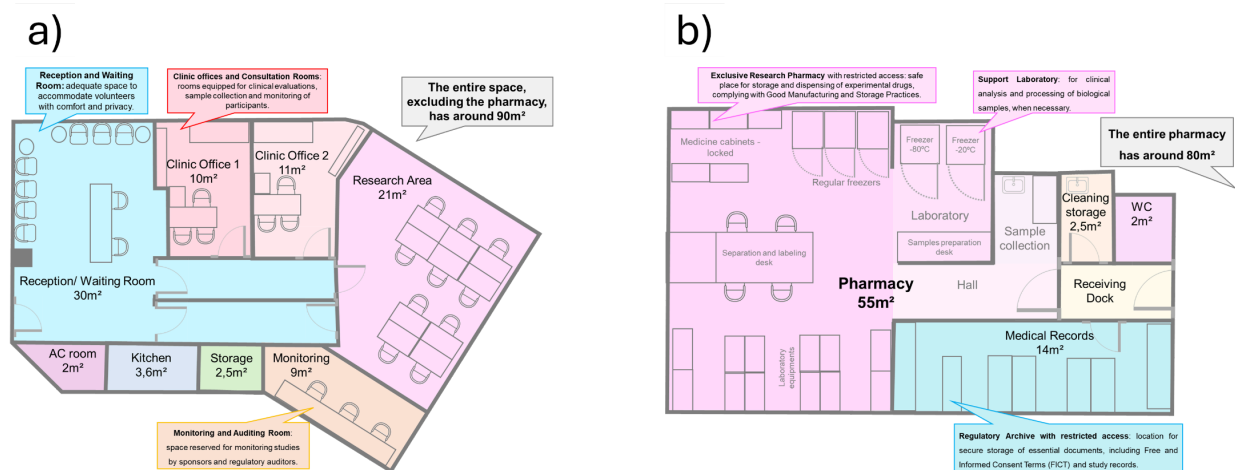 a)
Reception and Waiting
Room: adequate space to
accommodate volunteers
with comfort and privacy.
Clinic offices and Consultation Rooms:
rooms equipped for clinical evaluations,
sample collection and monitoring of
participants.
The entire space,
excluding the pharmacy,
has around 90m²
Clinic Office 1
10m²
Clinic Office 2
11m²
Research Area
21m²
Reception/ Waiting Room
30m²
AC room
2m²
Kitchen
3,6m²
Storage
2,5m²
Monitoring
9m²
Monitoring and Auditing Room:
space reserved for monitoring studies
by sponsors and regulatory auditors.
b)
Exclusive Research Pharmacy with restricted access: safe
place for storage and dispensing of experimental drugs,
complying with Good Manufacturing and Storage Practices.
Support Laboratory: for clinical
analysis and processing of biological
samples, when necessary.
The entire pharmacy
has around 80m²
Medicine cabinets -
locked
Regular freezers
Freezer
-80ºC
Freezer
-20ºC
Laboratory
Samples preparation
desk
Sample
collection
Cleaning
storage
2,5m²
WC
2m²
Separation and labeling
desk
Pharmacy
55m²
Hall
Receiving
Dock
Laboratory
equipments
Medical Records
14m²
Regulatory Archive with restricted access: location for
secure storage of essential documents, including Free and
Informed Consent Terms (FICT) and study records.